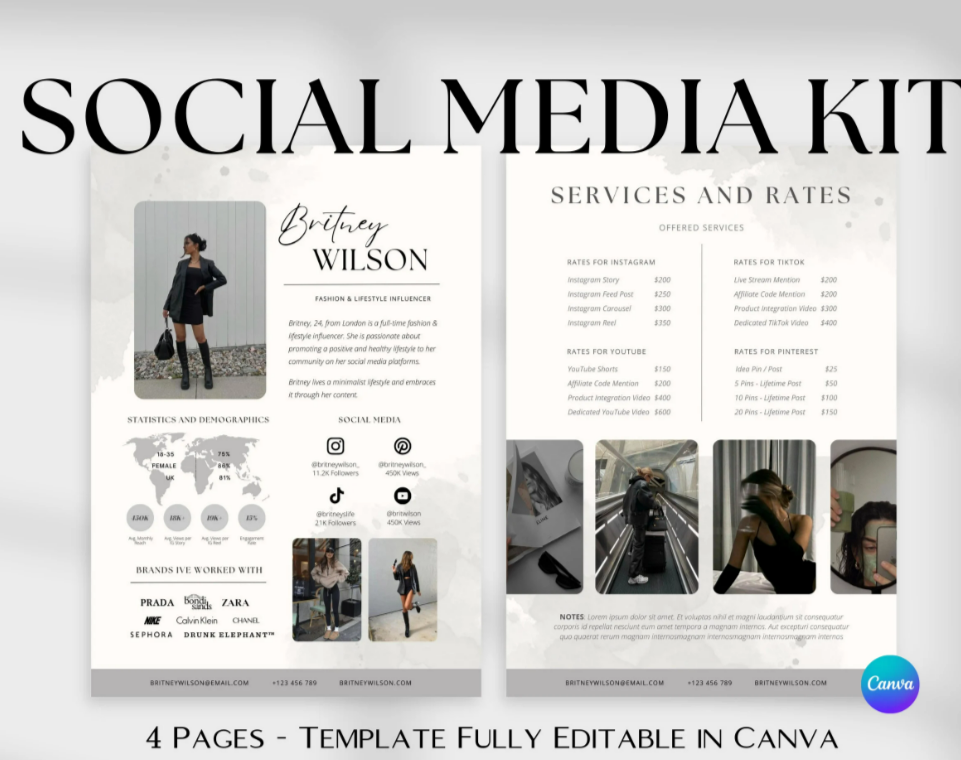 SOCIAL MEDIA KIT
Britney
WILSON
FASHION & LIFESTYLE INFLUENCER
Britney, 24, from London is a full-time fashion &
lifestyle influencer. She is passionate about
promoting a positive and healthy lifestyle to her
community on her social media platforms.
Britney lives a minimalist lifestyle and embraces
it through her content.
STATISTICS AND DEMOGRAPHICS
18-35 75%
FEMALE 86%
UK 81%
450K 18K+ 19K+ 15%
Avg. Monthly Reach
Avg. Views per IG Story
Avg. Views per IG Reel
Engagement Rate
SOCIAL MEDIA
@britneywilson_
11.2K Followers
@britneywilson_
450K Views
@britneyslife
21K Followers
@britwilson
450K Views
BRANDS IVE WORKED WITH
PRADA Bondi sands ZARA
NIKE Calvin Klein CHANEL
SEPHORA DRUNK ELEPHANT™
BRITNEYWILSON@EMAIL.COM +123 456 789 BRITNEYWILSON.COM
SERVICES AND RATES
OFFERED SERVICES
RATES FOR INSTAGRAM
Instagram Story $200
Instagram Feed Post $250
Instagram Carousel $300
Instagram Reel $350
RATES FOR TIKTOK
Live Stream Mention $200
Affiliate Code Mention $200
Product Integration Video $300
Dedicated TikTok Video $400
RATES FOR YOUTUBE
YouTube Shorts $150
Affiliate Code Mention $200
Product Integration Video $400
Dedicated YouTube Video $600
RATES FOR PINTEREST
Idea Pin / Post $25
5 Pins - Lifetime Post $50
10 Pins - Lifetime Post $100
20 Pins - Lifetime Post $150
NOTES: Lorem ipsum dolor sit amet. Et voluptas nihil et magni laudantium sit consequatur
corporis id repellat nesciunt eum amet tempora a magnam internos. Aut excepturi consequatur
quo quaerat rerum magnam internosmagnam internosmagnam internosmagnam internos
BRITNEYWILSON@EMAIL.COM +123 456 789 BRITNEYWILSON.COM
Canva
4 PAGES - TEMPLATE FULLY EDITABLE IN CANVA